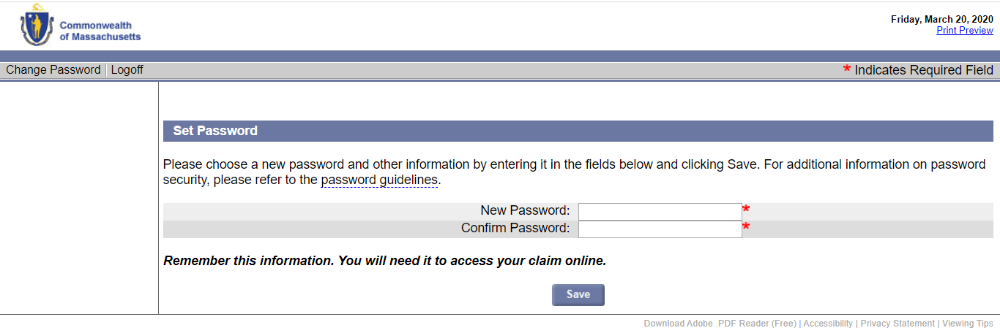 Commonwealth
of Massachusetts
Friday, March 20, 2020
Print Preview
Change Password Logoff
* Indicates Required Field
Set Password
Please choose a new password and other information by entering it in the fields below and clicking Save. For additional information on password
security, please refer to the password guidelines.
New Password: *
Confirm Password: *
Remember this information. You will need it to access your claim online.
Save
Download Adobe .PDF Reader (Free) | Accessibility | Privacy Statement | Viewing Tips